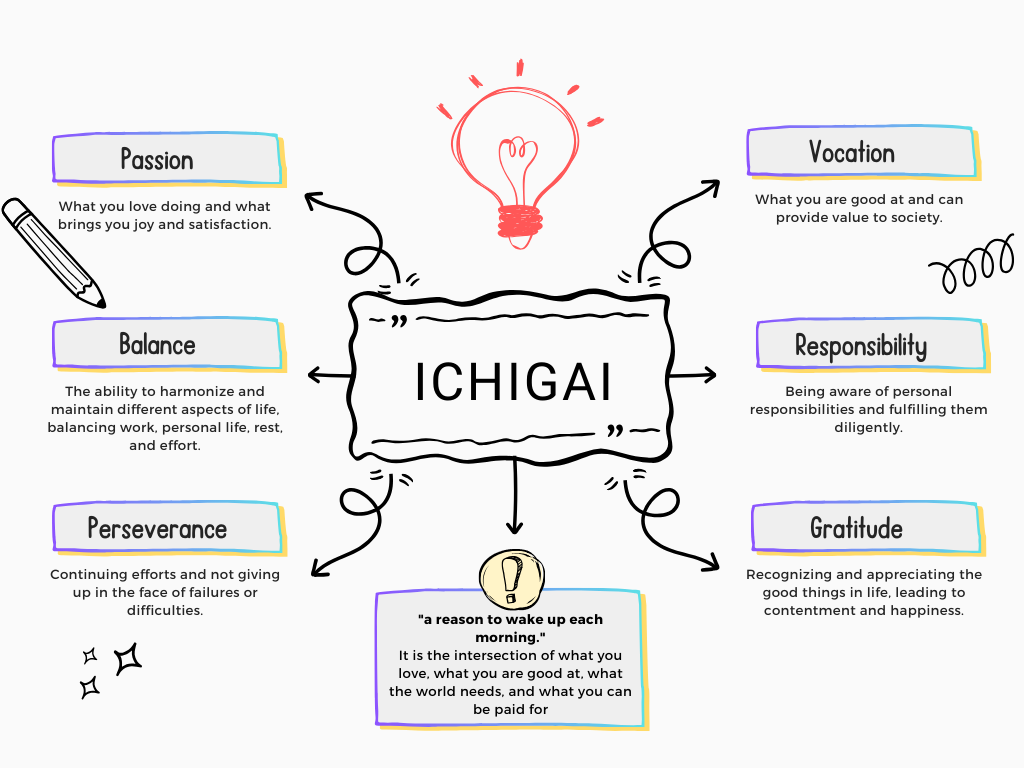 Passion
What you love doing and what
brings you joy and satisfaction.
Vocation
What you are good at and can
provide value to society.
Balance
The ability to harmonize and
maintain different aspects of life,
balancing work, personal life, rest,
and effort.
ICHIGAI
Responsibility
Being aware of personal
responsibilities and fulfilling them
diligently.
Perseverance
Continuing efforts and not giving
up in the face of failures or
difficulties.
Gratitude
Recognizing and appreciating the
good things in life, leading to
contentment and happiness.
"a reason to wake up each
morning."
It is the intersection of what you
love, what you are good at, what
the world needs, and what you can
be paid for